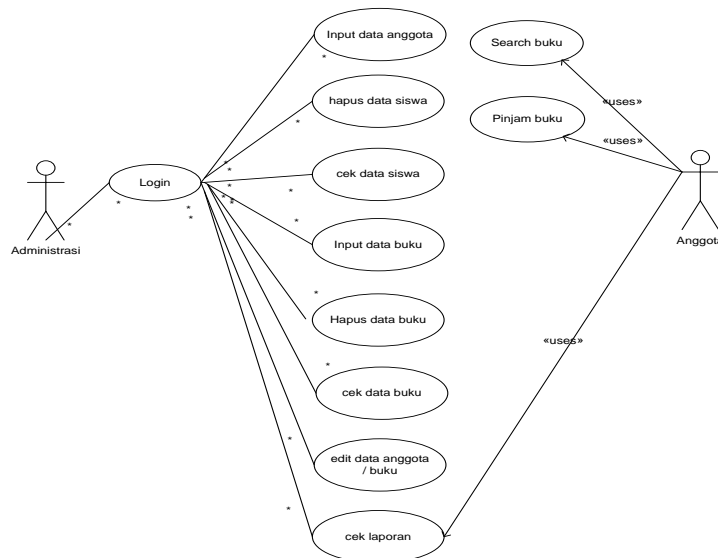 Input data anggota
Search buku
hapus data siswa
«uses»
Pinjam buku
«uses»
cek data siswa
Login
Administrasi
Anggota
Input data buku
Hapus data buku
«uses»
cek data buku
edit data anggota
/ buku
cek laporan